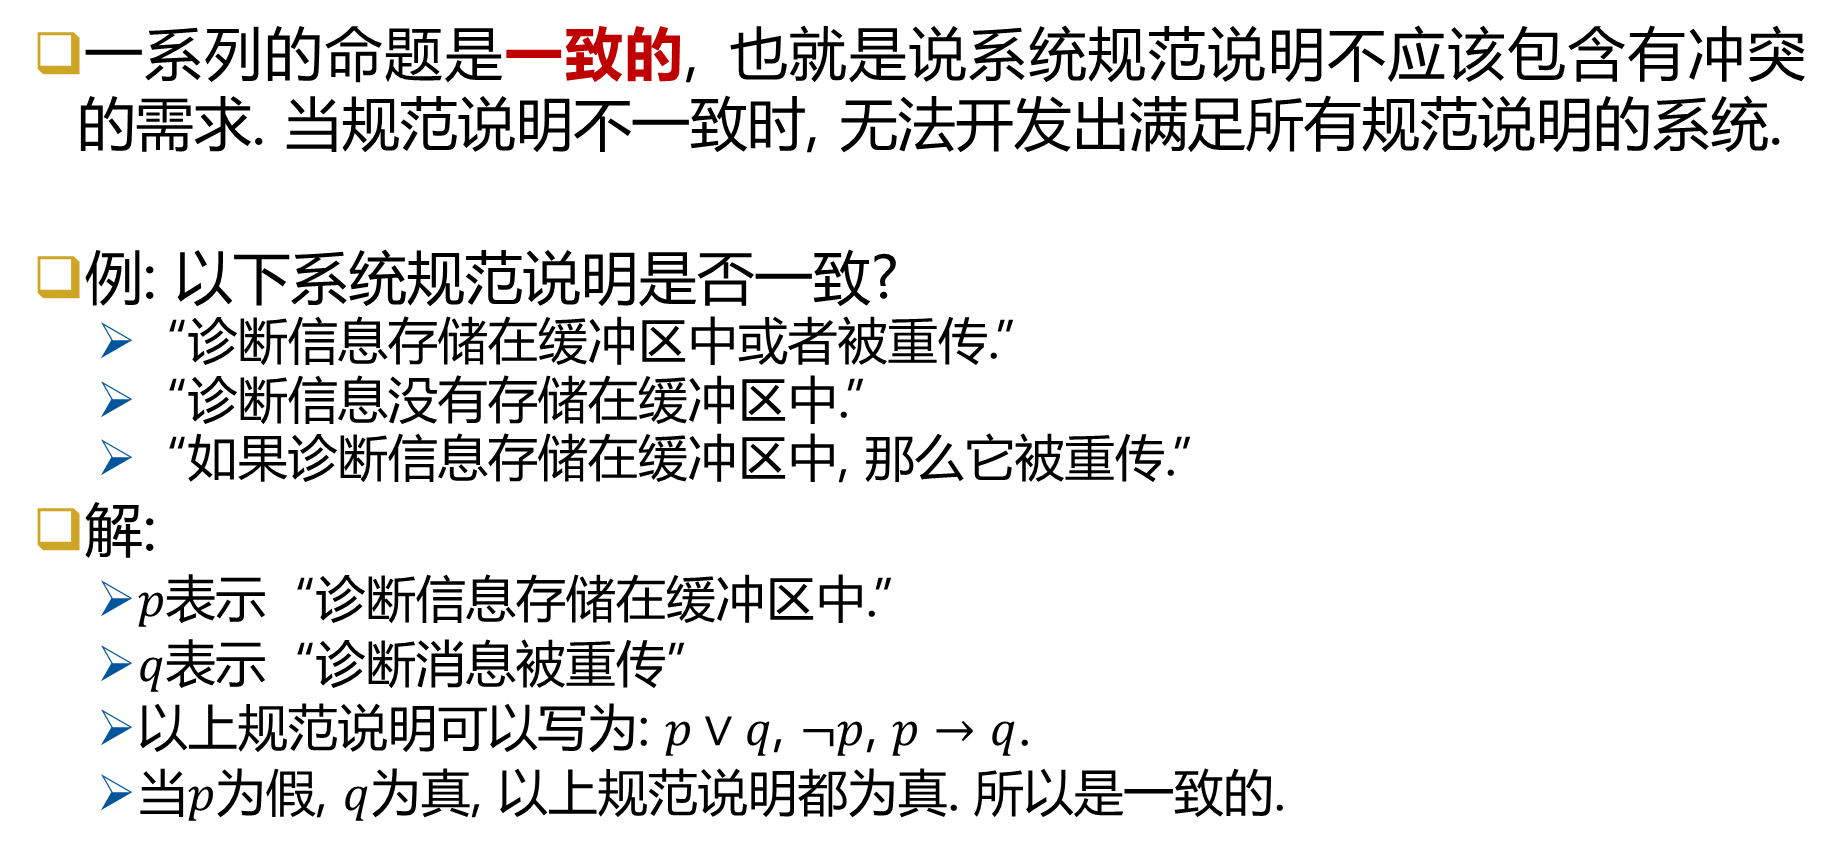 一系列的命题是一致的, 也就是说系统规范说明不应该包含有冲突
的需求. 当规范说明不一致时, 无法开发出满足所有规范说明的系统.
例: 以下系统规范说明是否一致?
“诊断信息存储在缓冲区中或者被重传.”
“诊断信息没有存储在缓冲区中.”
“如果诊断信息存储在缓冲区中, 那么它被重传.”
解:
p表示 “诊断信息存储在缓冲区中.”
q表示 “诊断消息被重传”
以上规范说明可以写为: p ∨ q, ¬p, p → q.
当p为假, q为真, 以上规范说明都为真. 所以是一致的.